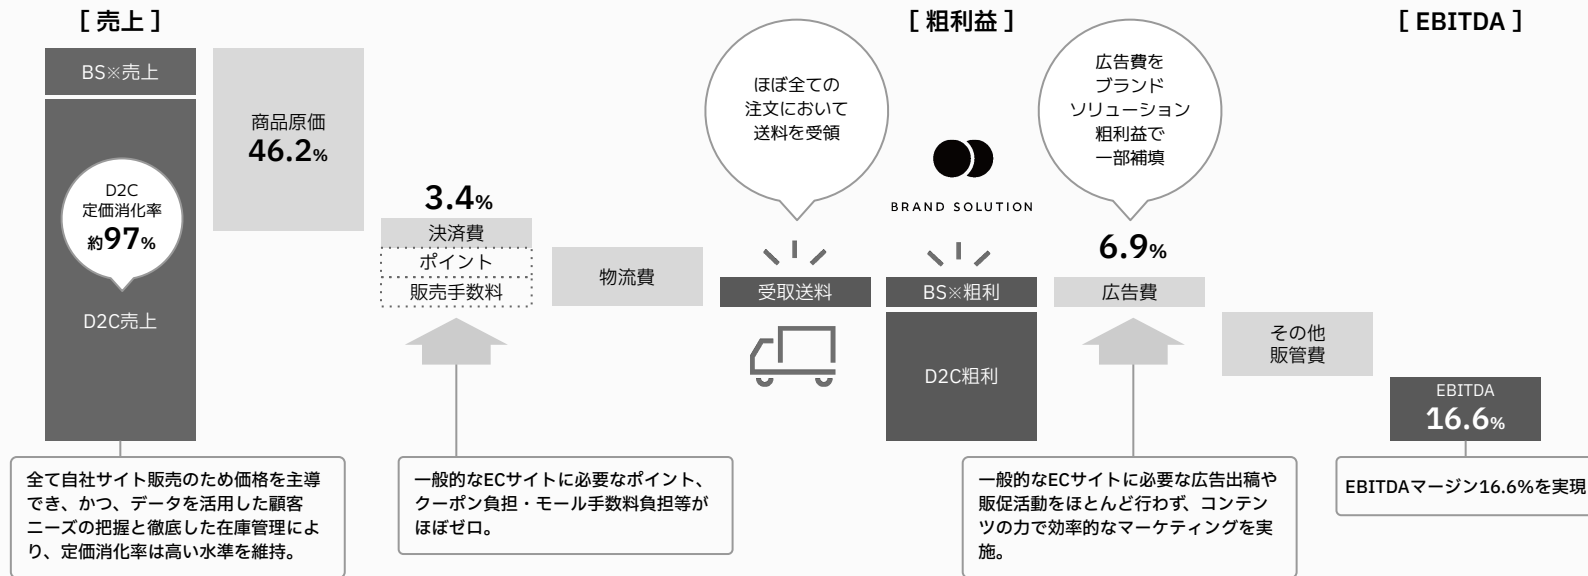 [ 売上 ]
BS※売上
D2C
定価消化率
約97%
D2C売上
商品原価
46.2%
3.4%
決済費
ポイント
販売手数料
物流費
ほぼ全ての
注文において
送料を受領
受取送料
[ 粗利益 ]
BRAND SOLUTION
BS※粗利
D2C粗利
広告費を
ブランド
ソリューション
粗利益で
一部補填
6.9%
広告費
その他
販管費
[ EBITDA ]
EBITDA
16.6%
全て自社サイト販売のため価格を主導
でき、かつ、データを活用した顧客
ニーズの把握と徹底した在庫管理によ
り、定価消化率は高い水準を維持。
一般的なECサイトに必要なポイント、
クーポン負担・モール手数料負担等が
ほぼゼロ。
一般的なECサイトに必要な広告出稿や
販促活動をほとんど行わず、コンテン
ツの力で効率的なマーケティングを実
施。
EBITDAマージン16.6%を実現